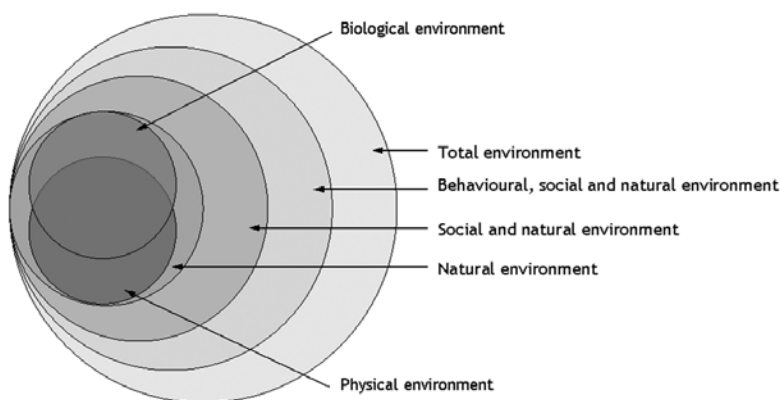 Biological environment
Total environment
Behavioural, social and natural environment
Social and natural environment
Natural environment
Physical environment